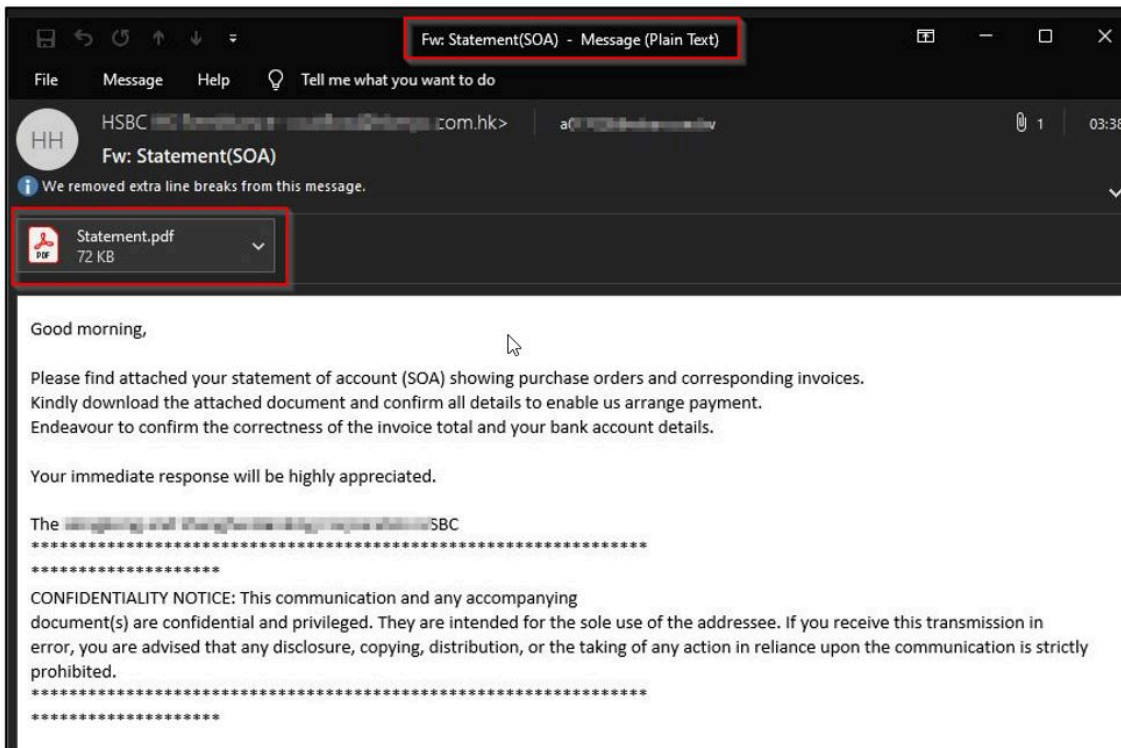 Fw: Statement(SOA) - Message (Plain Text)
File Message Help Tell me what you want to do
HH
HSBC com.hk>
1 03:38
Fw: Statement(SOA)
We removed extra line breaks from this message.
Statement.pdf
PDF
72 KB
Good morning,
Please find attached your statement of account (SOA) showing purchase orders and corresponding invoices.
Kindly download the attached document and confirm all details to enable us arrange payment.
Endeavour to confirm the correctness of the invoice total and your bank account details.
Your immediate response will be highly appreciated.
The SBC
*****************************************************************
********************
CONFIDENTIALITY NOTICE: This communication and any accompanying
document(s) are confidential and privileged. They are intended for the sole use of the addressee. If you receive this transmission in
error, you are advised that any disclosure, copying, distribution, or the taking of any action in reliance upon the communication is strictly
prohibited.
*****************************************************************
********************